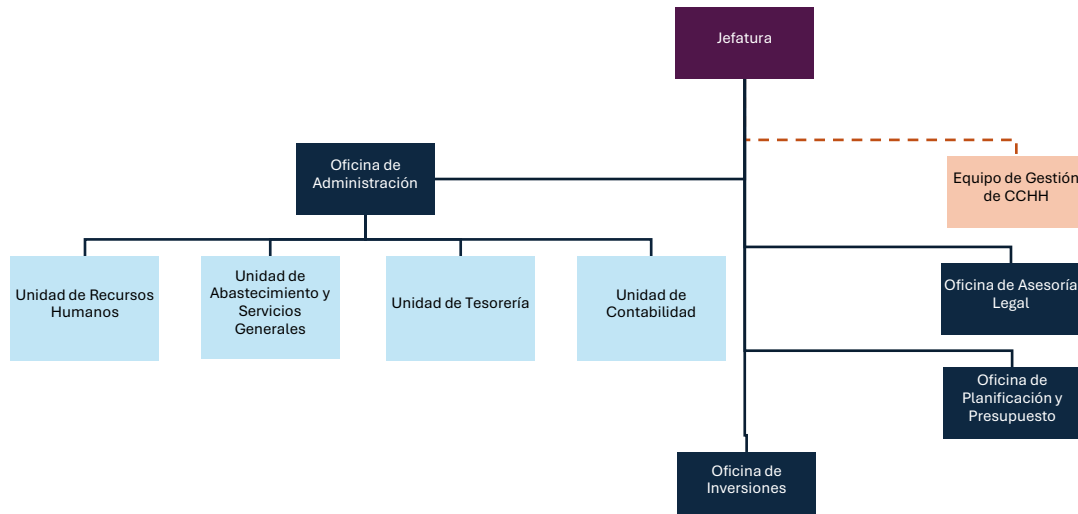 Jefatura
Oficina de
Administración
Equipo de Gestión
de CCHH
Unidad de Recursos
Humanos
Unidad de
Abastecimiento y
Servicios
Generales
Unidad de Tesorería
Unidad de
Contabilidad
Oficina de Asesoría
Legal
Oficina de
Planificación y
Presupuesto
Oficina de
Inversiones